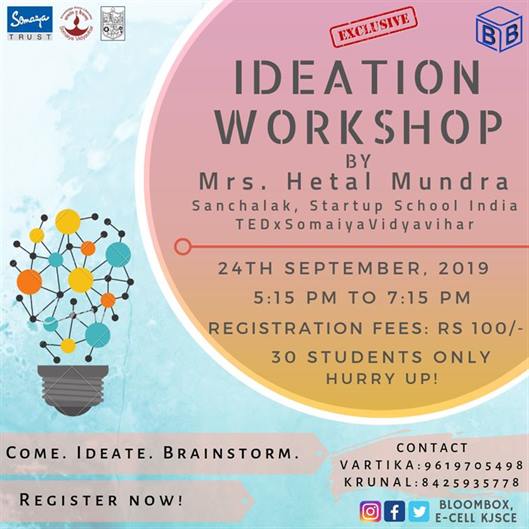 Somaiya
TRUST
EXCLUSIVE
B B
IDEATION
WORKSHOP
BY
Mrs. Hetal Mundra
Sanchalak, Startup School India
TEDxSomaiyaVidyavihar
24TH SEPTEMBER, 2019
5:15 PM TO 7:15 PM
REGISTRATION FEES: RS 100/-
30 STUDENTS ONLY
HURRY UP!
COME. IDEATE. BRAINSTORM.
REGISTER NOW!
CONTACT
VARTIKA:9619705498
KRUNAL:8425935778
BLOOMBOX,
E-CELL KJSCE